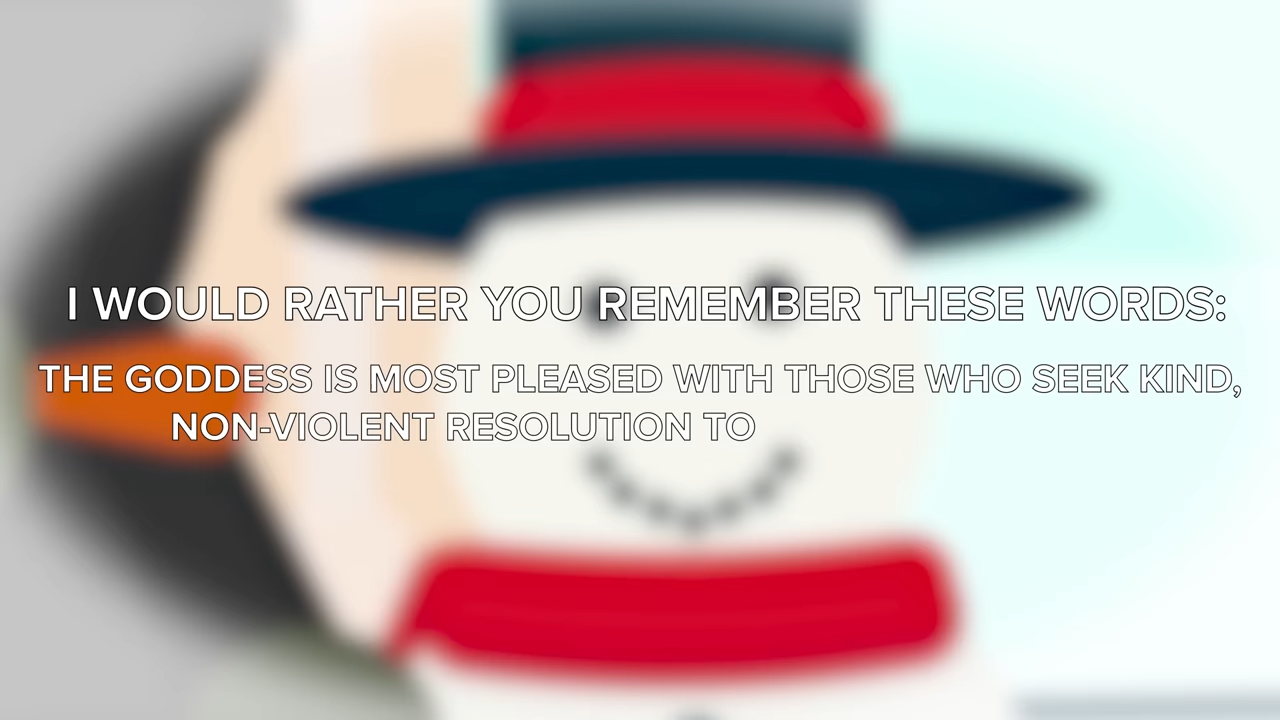 I WOULD RATHER YOU REMEMBER THESE WORDS:
THE GODDESS IS MOST PLEASED WITH THOSE WHO SEEK KIND,
NON-VIOLENT RESOLUTION TO